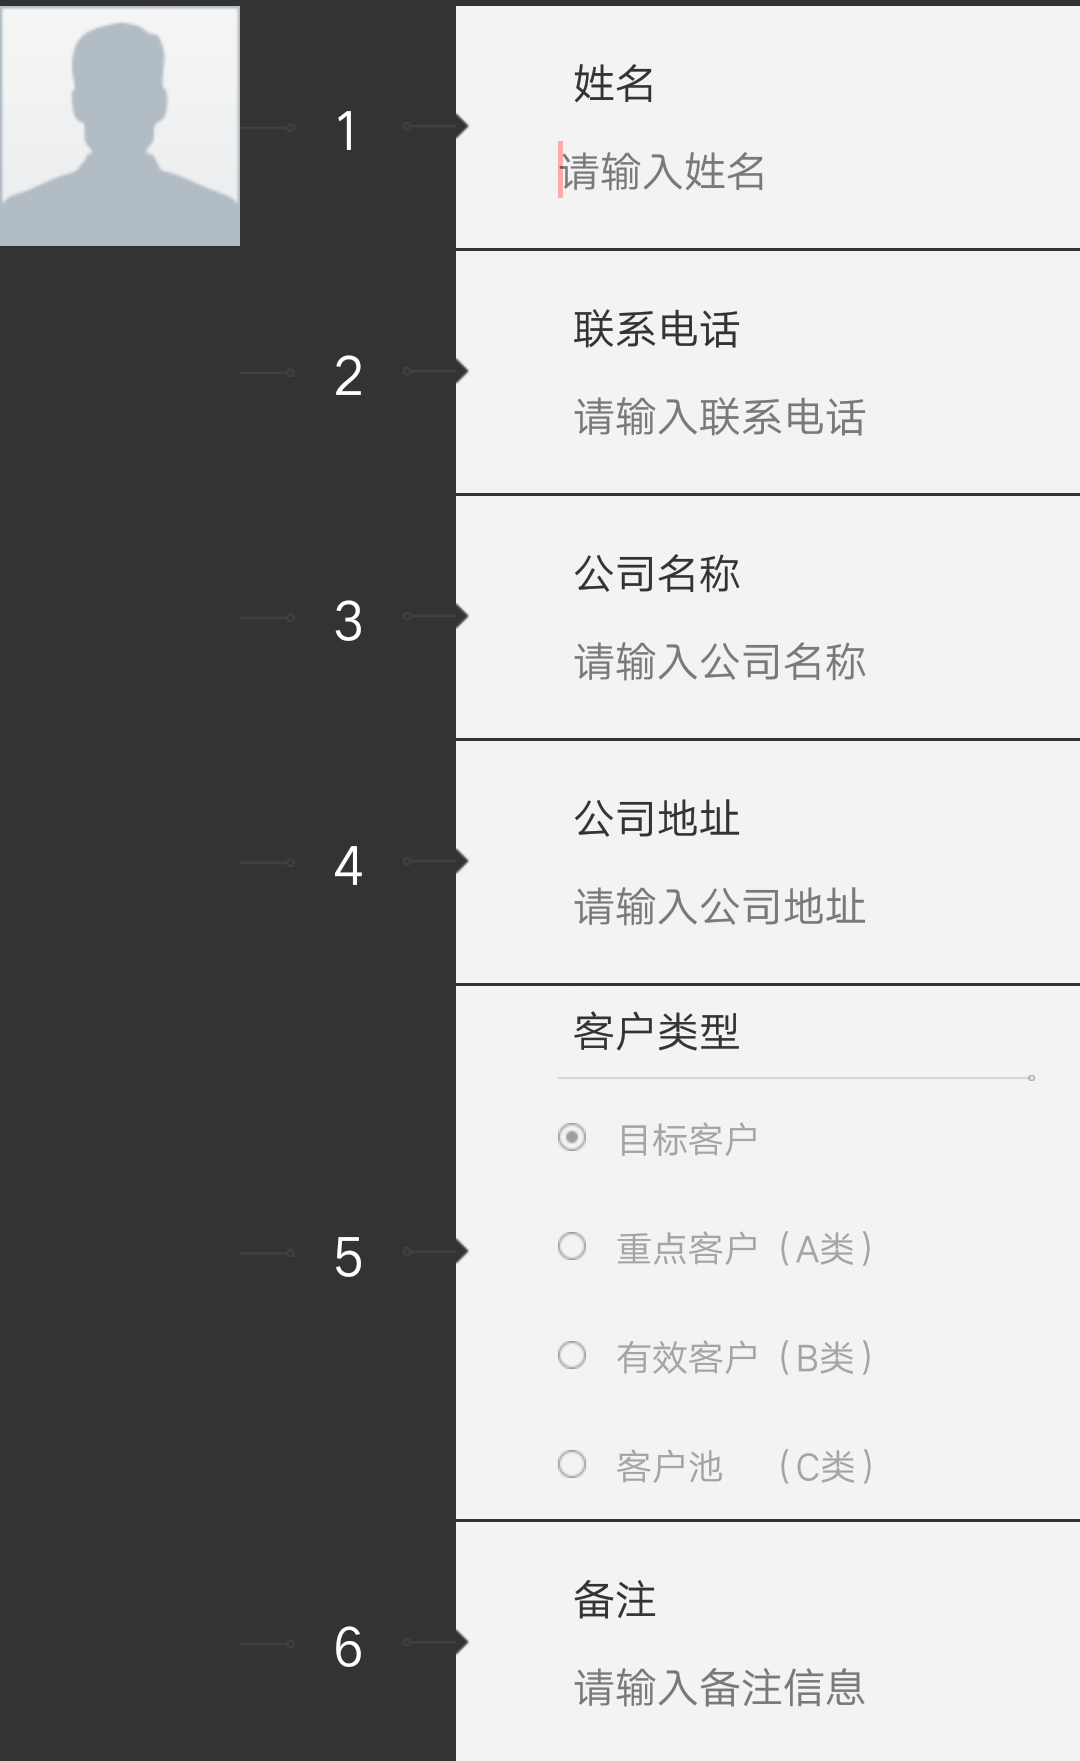 1
姓名
请输入姓名
2
联系电话
请输入联系电话
3
公司名称
请输入公司名称
4
公司地址
请输入公司地址
5
客户类型
目标客户
重点客户（A类）
有效客户（B类）
客户池 （C类）
6
备注
请输入备注信息